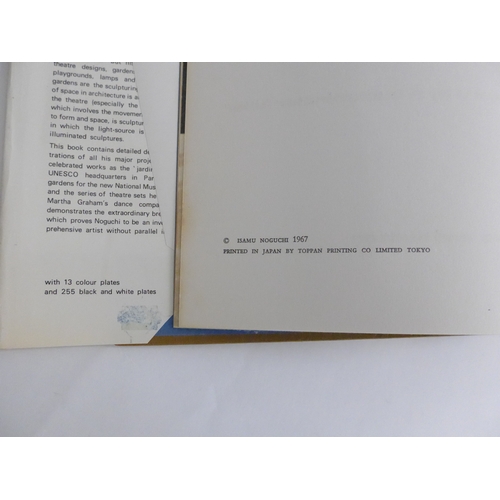 theatre designs, garden
playgrounds, lamps and
gardens are the sculpturing
of space in architecture is a
the theatre (especially the
which involves the movemen
to form and space, is sculptur
in which the light-source is
illuminated sculptures.
This book contains detailed de
trations of all his major proje
celebrated works as the 'jardi
UNESCO headquarters in Par
gardens for the new National Mus
and the series of theatre sets he
Martha Graham's dance compa
demonstrates the extraordinary bre
which proves Noguchi to be an inve
prehensive artist without parallel i
with 13 colour plates
and 255 black and white plates
© ISAMU NOGUCHI 1967
PRINTED IN JAPAN BY TOPPAN PRINTING CO LIMITED TOKYO